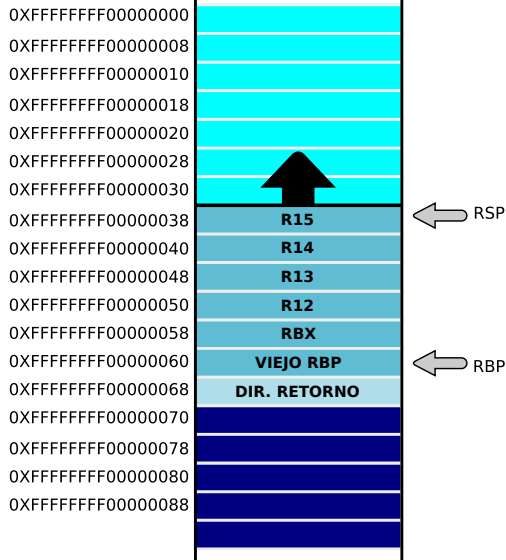 0XFFFFFFFF00000000
0XFFFFFFFF00000008
0XFFFFFFFF00000010
0XFFFFFFFF00000018
0XFFFFFFFF00000020
0XFFFFFFFF00000028
0XFFFFFFFF00000030
0XFFFFFFFF00000038 R15 RSP
0XFFFFFFFF00000040 R14
0XFFFFFFFF00000048 R13
0XFFFFFFFF00000050 R12
0XFFFFFFFF00000058 RBX
0XFFFFFFFF00000060 VIEJO RBP RBP
0XFFFFFFFF00000068 DIR. RETORNO
0XFFFFFFFF00000070
0XFFFFFFFF00000078
0XFFFFFFFF00000080
0XFFFFFFFF00000088